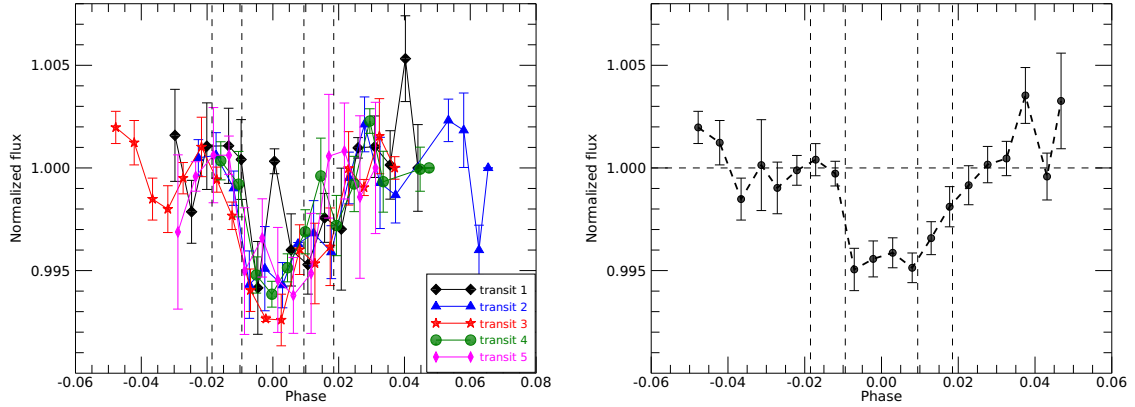 1.005
1.000
0.995
Normalized flux
-0.06 -0.04 -0.02 0.00 0.02 0.04 0.06 0.08
Phase
transit 1
transit 2
transit 3
transit 4
transit 5
1.005
1.000
0.995
Normalized flux
-0.06 -0.04 -0.02 0.00 0.02 0.04 0.06
Phase